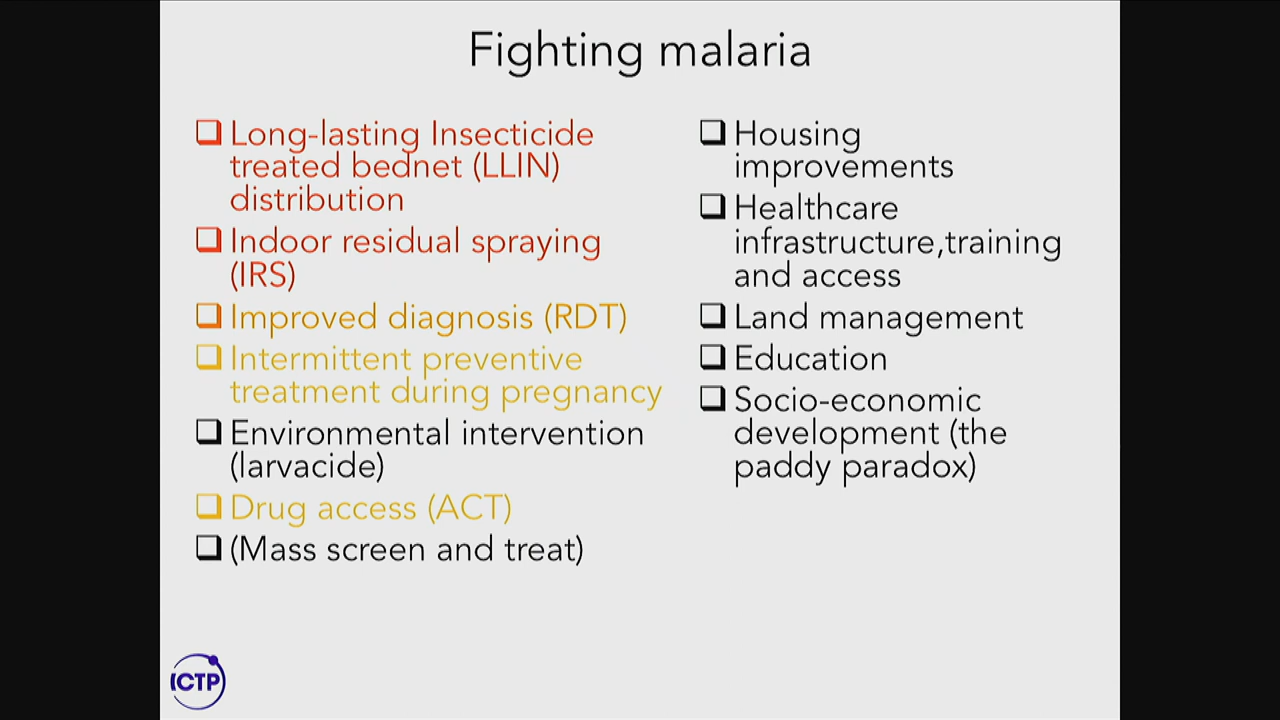 Fighting malaria
Long-lasting Insecticide
treated bednet (LLIN)
distribution
Indoor residual spraying
(IRS)
Improved diagnosis (RDT)
Intermittent preventive
treatment during pregnancy
Environmental intervention
(larvacide)
Drug access (ACT)
(Mass screen and treat)
Housing
improvements
Healthcare
infrastructure,training
and access
Land management
Education
Socio-economic
development (the
paddy paradox)
ICTP